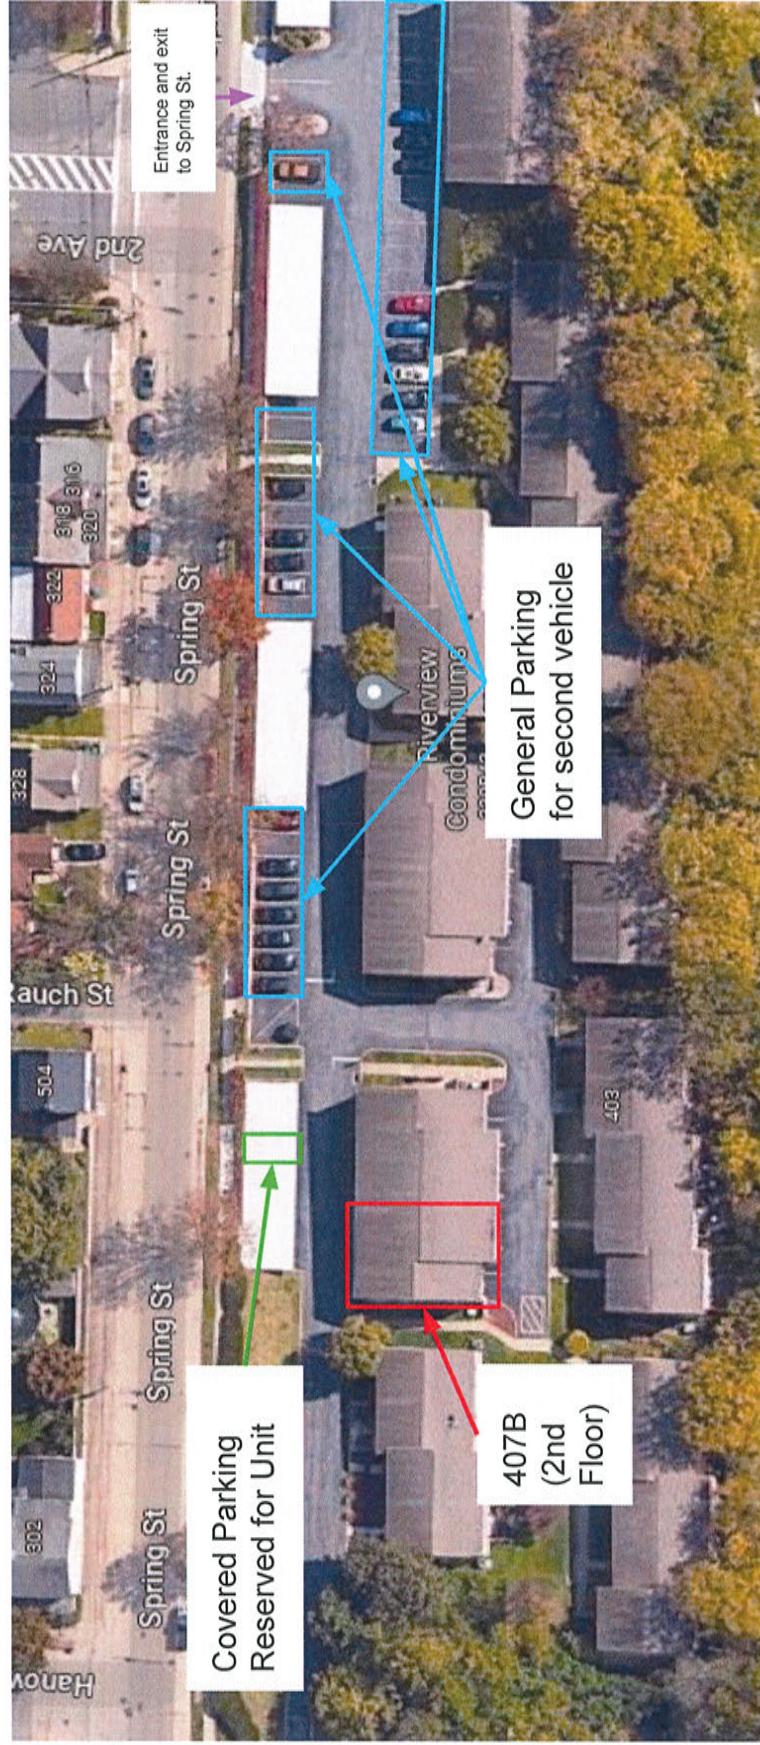 Entrance and exit
to Spring St.
2nd Ave
318 316
320
322
324
328
Spring St
Spring St
Rauch St
504
Spring St
Spring St
302
Riverview
Condominiums
General Parking
for second vehicle
Covered Parking
Reserved for Unit
407B
(2nd
Floor)
403